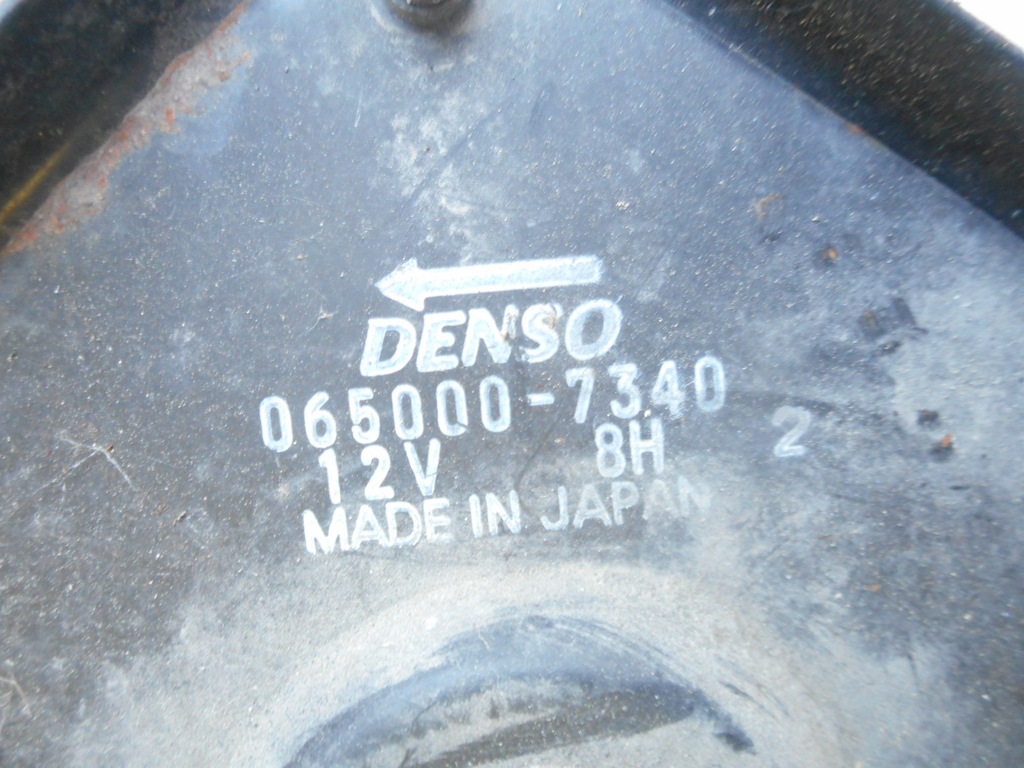 DENSO
065000-7340
12V 8H 2
MADE IN JAPAN